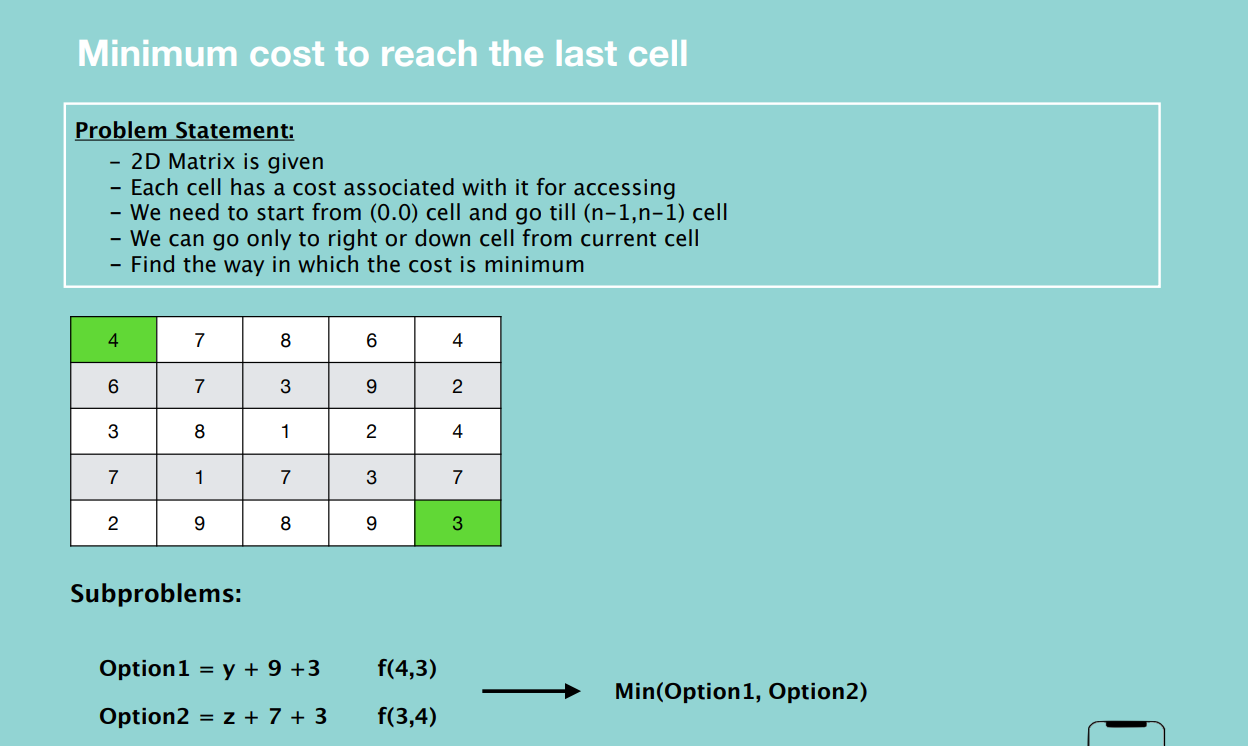 Minimum cost to reach the last cell
Problem Statement:
– 2D Matrix is given
– Each cell has a cost associated with it for accessing
– We need to start from (0.0) cell and go till (n–1,n–1) cell
– We can go only to right or down cell from current cell
– Find the way in which the cost is minimum
4 7 8 6 4
6 7 3 9 2
3 8 1 2 4
7 1 7 3 7
2 9 8 9 3
Subproblems:
Option1 = y + 9 +3 f(4,3)
Min(Option1, Option2)
Option2 = z + 7 + 3 f(3,4)